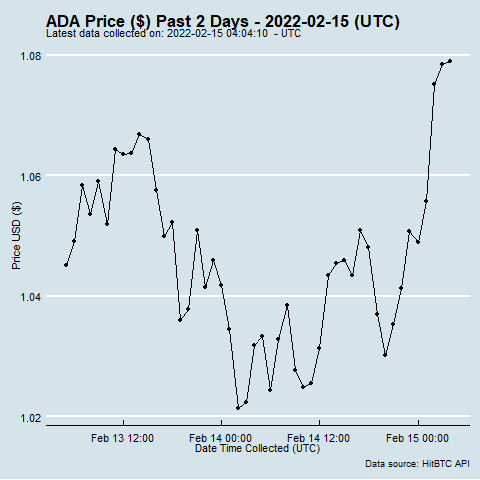 ADA Price ($) Past 2 Days - 2022-02-15 (UTC)
Latest data collected on: 2022-02-15 04:04:10  - UTC
1.08
1.06
1.04
1.02
Price USD ($)
Feb 13 12:00
Feb 14 00:00
Feb 14 12:00
Feb 15 00:00
Date Time Collected (UTC)
Data source: HitBTC API